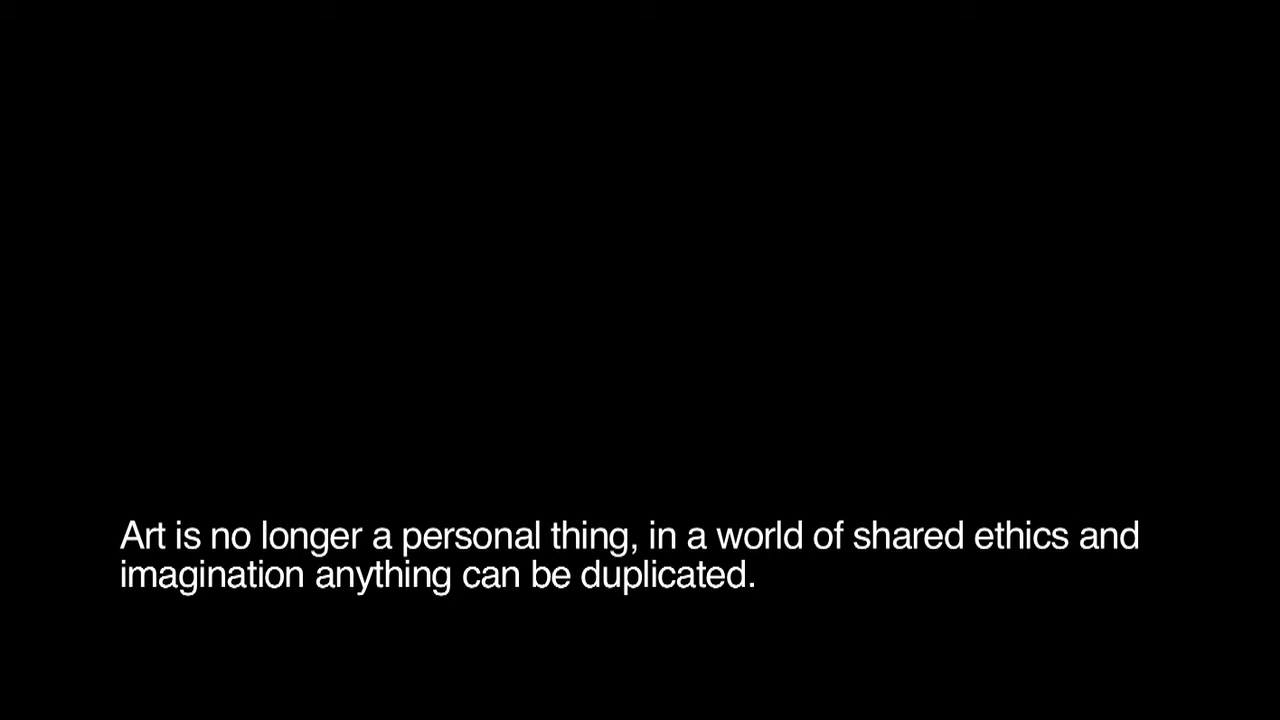 Art is no longer a personal thing, in a world of shared ethics and
imagination anything can be duplicated.